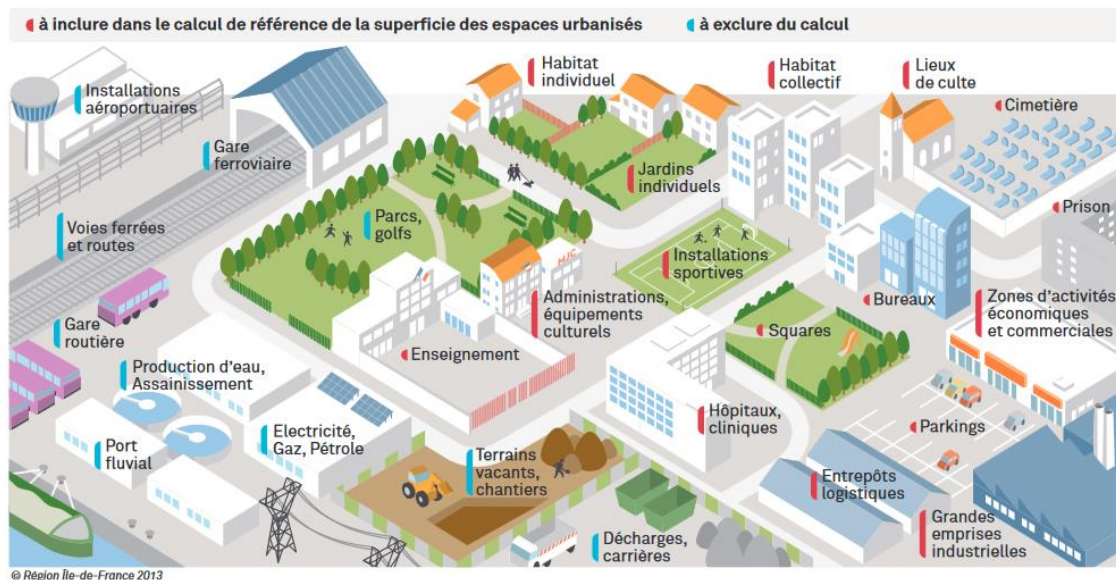 à inclure dans le calcul de référence de la superficie des espaces urbanisés
à exclure du calcul
Installations
aéroportuaires
Gare
ferroviaire
Habitat
individuel
Habitat
collectif
Lieux
de culte
Cimetière
Jardins
individuels
Prison
Voies ferrées
et routes
Parcs,
golfs
Installations
sportives
MJC
Administrations,
équipements
culturels
Bureaux
Zones d'activités
économiques
et commerciales
Gare
routière
Enseignement
Squares
Production d'eau,
Assainissement
Hôpitaux,
cliniques
Parkings
Port
fluvial
Electricité,
Gaz, Pétrole
Terrains
vacants,
chantiers
Entrepôts
logistiques
Décharges,
carrières
Grandes
emprises
industrielles
© Région Île-de-France 2013